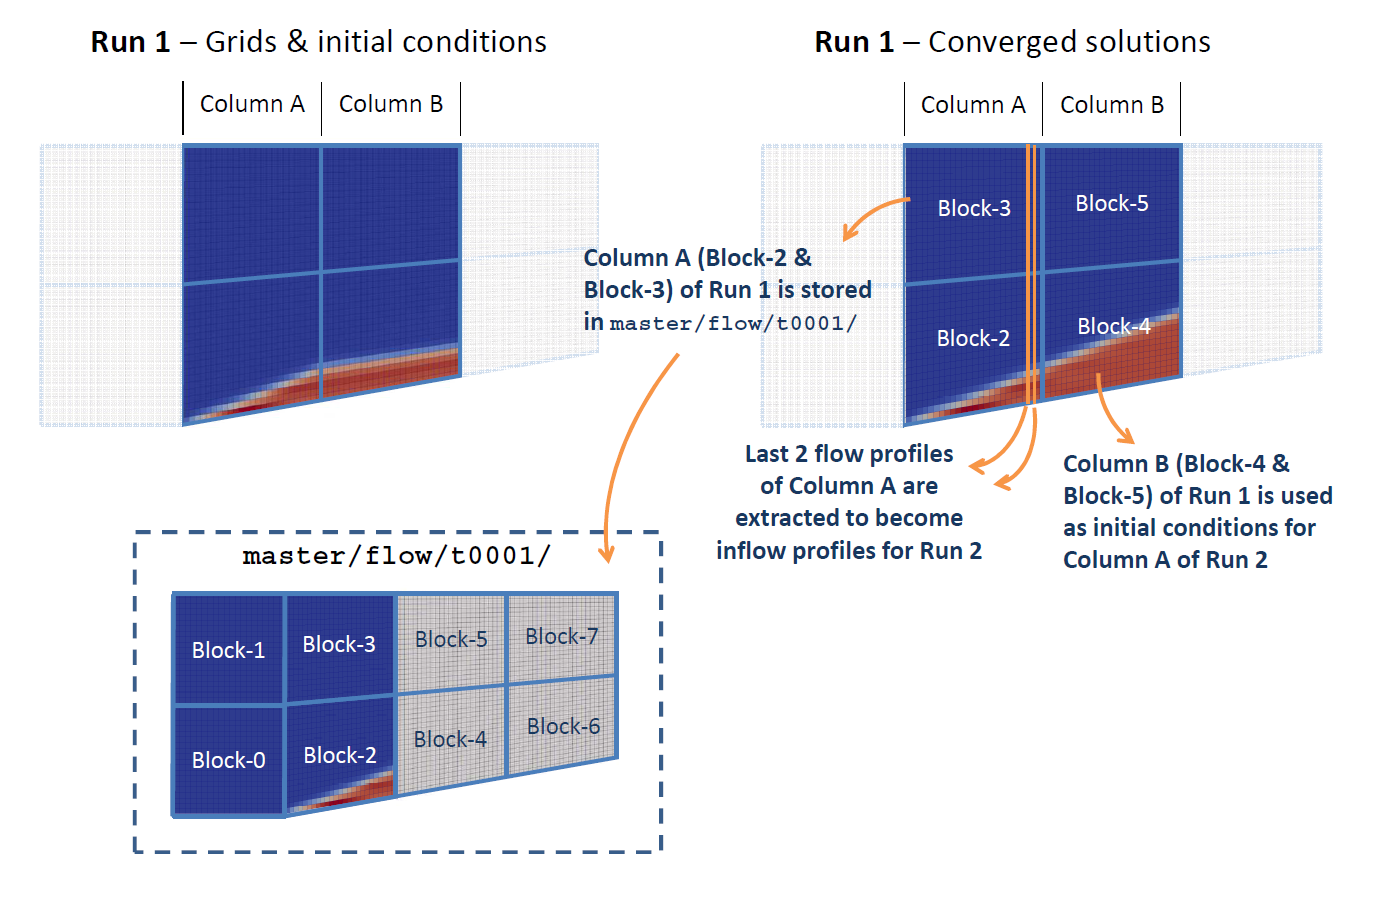 Run 1 – Grids & initial conditions
Run 1 – Converged solutions
Column A
Column B
Column A
Column B
Block-3
Block-5
Block-2
Block-4
Column A (Block-2 &
Block-3) of Run 1 is stored
in master/flow/t0001/
Last 2 flow profiles
of Column A are
extracted to become
inflow profiles for Run 2
Column B (Block-4 &
Block-5) of Run 1 is used
as initial conditions for
Column A of Run 2
master/flow/t0001/
Block-1
Block-3
Block-5
Block-7
Block-0
Block-2
Block-4
Block-6